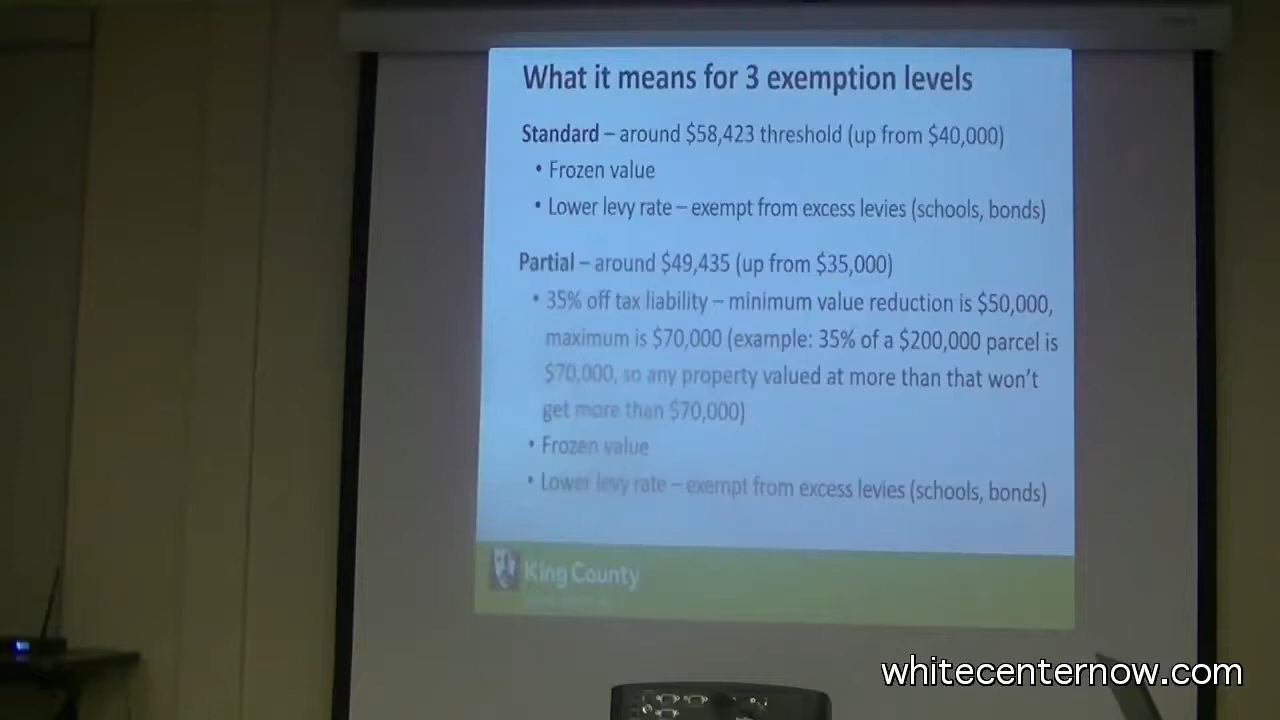 What it means for 3 exemption levels
Standard – around $58,423 threshold (up from $40,000)
• Frozen value
• Lower levy rate – exempt from excess levies (schools, bonds)
Partial – around $49,435 (up from $35,000)
• 35% off tax liability – minimum value reduction is $50,000,
maximum is $70,000 (example: 35% of a $200,000 parcel is
$70,000, so any property valued at more than that won't
get more than $70,000)
• Frozen value
• Lower levy rate – exempt from excess levies (schools, bonds)
King County
whitecenternow.com